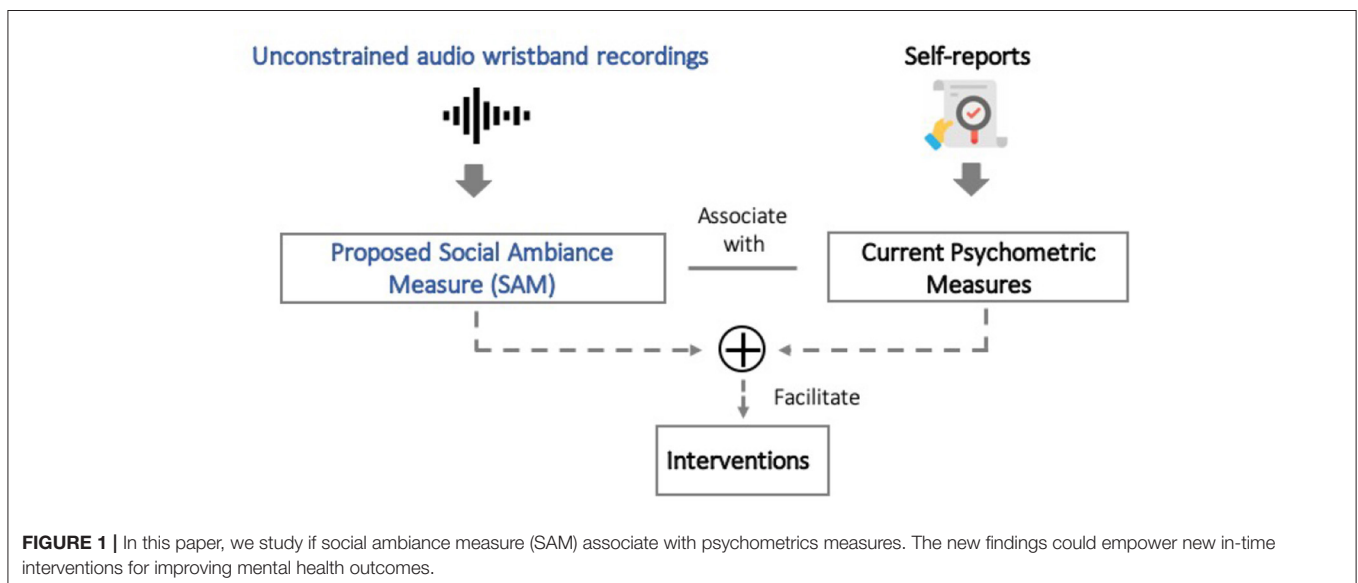 Unconstrained audio wristband recordings
Self-reports
Proposed Social Ambiance
Measure (SAM)
Associate
with
Current Psychometric
Measures
Facilitate
Interventions
FIGURE 1 | In this paper, we study if social ambiance measure (SAM) associate with psychometrics measures. The new findings could empower new in-time
interventions for improving mental health outcomes.